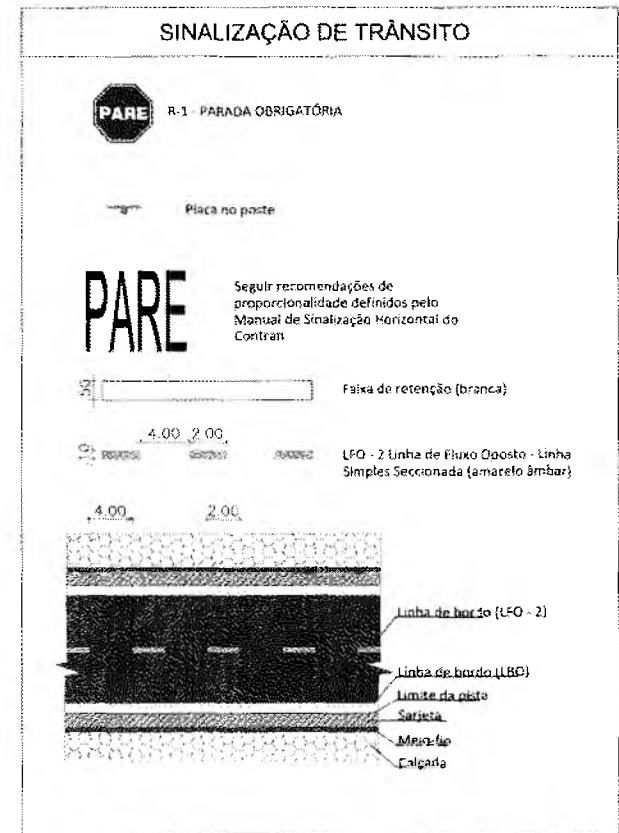 SINALIZAÇÃO DE TRÂNSITO
PARE
R-1 - PARADA OBRIGATÓRIA
Placa no poste
PARE
Seguir recomendações de
proporcionalidade definidos pelo
Manual de Sinalização Horizontal do
Contran
Faixa de retenção (branca)
4.00 2.00
LFO - 2 Linha de Fluxo Oposto - Linha
Simples Seccionada (amarelo âmbar)
4.00 2.00
Linha de bordo (LFO - 2)
Linha de bordo (LBO)
Limite da pista
Sarjeta
Meio-fio
Calçada